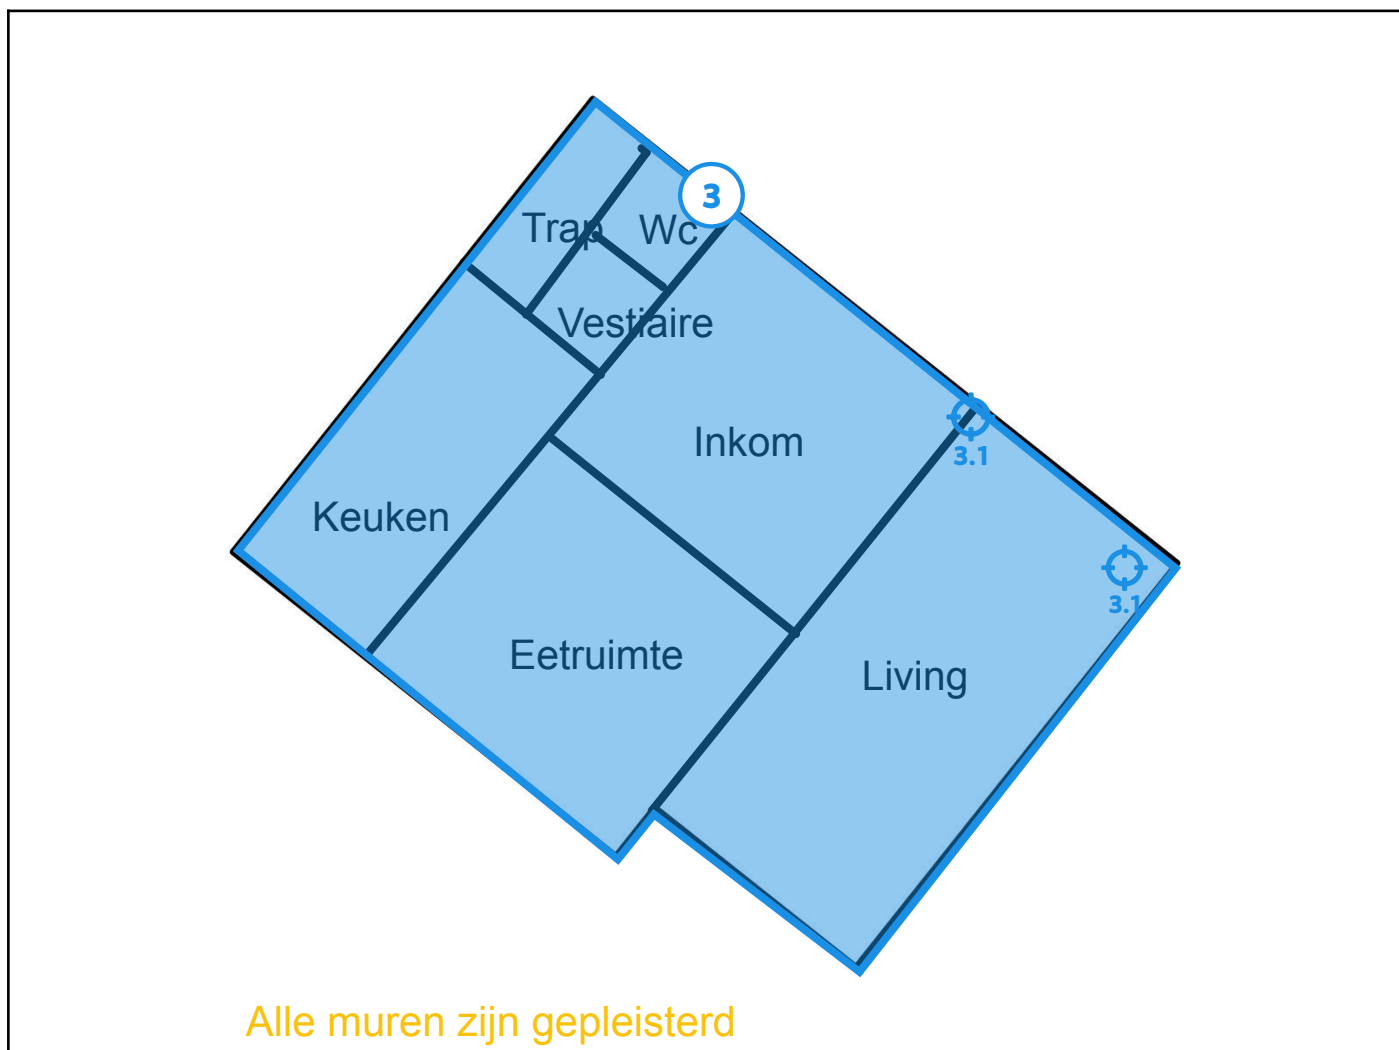 3
Trap
Wc
Vestiaire
Inkom
3.1
Keuken
3.1
Eetruimte
Living
Alle muren zijn gepleisterd